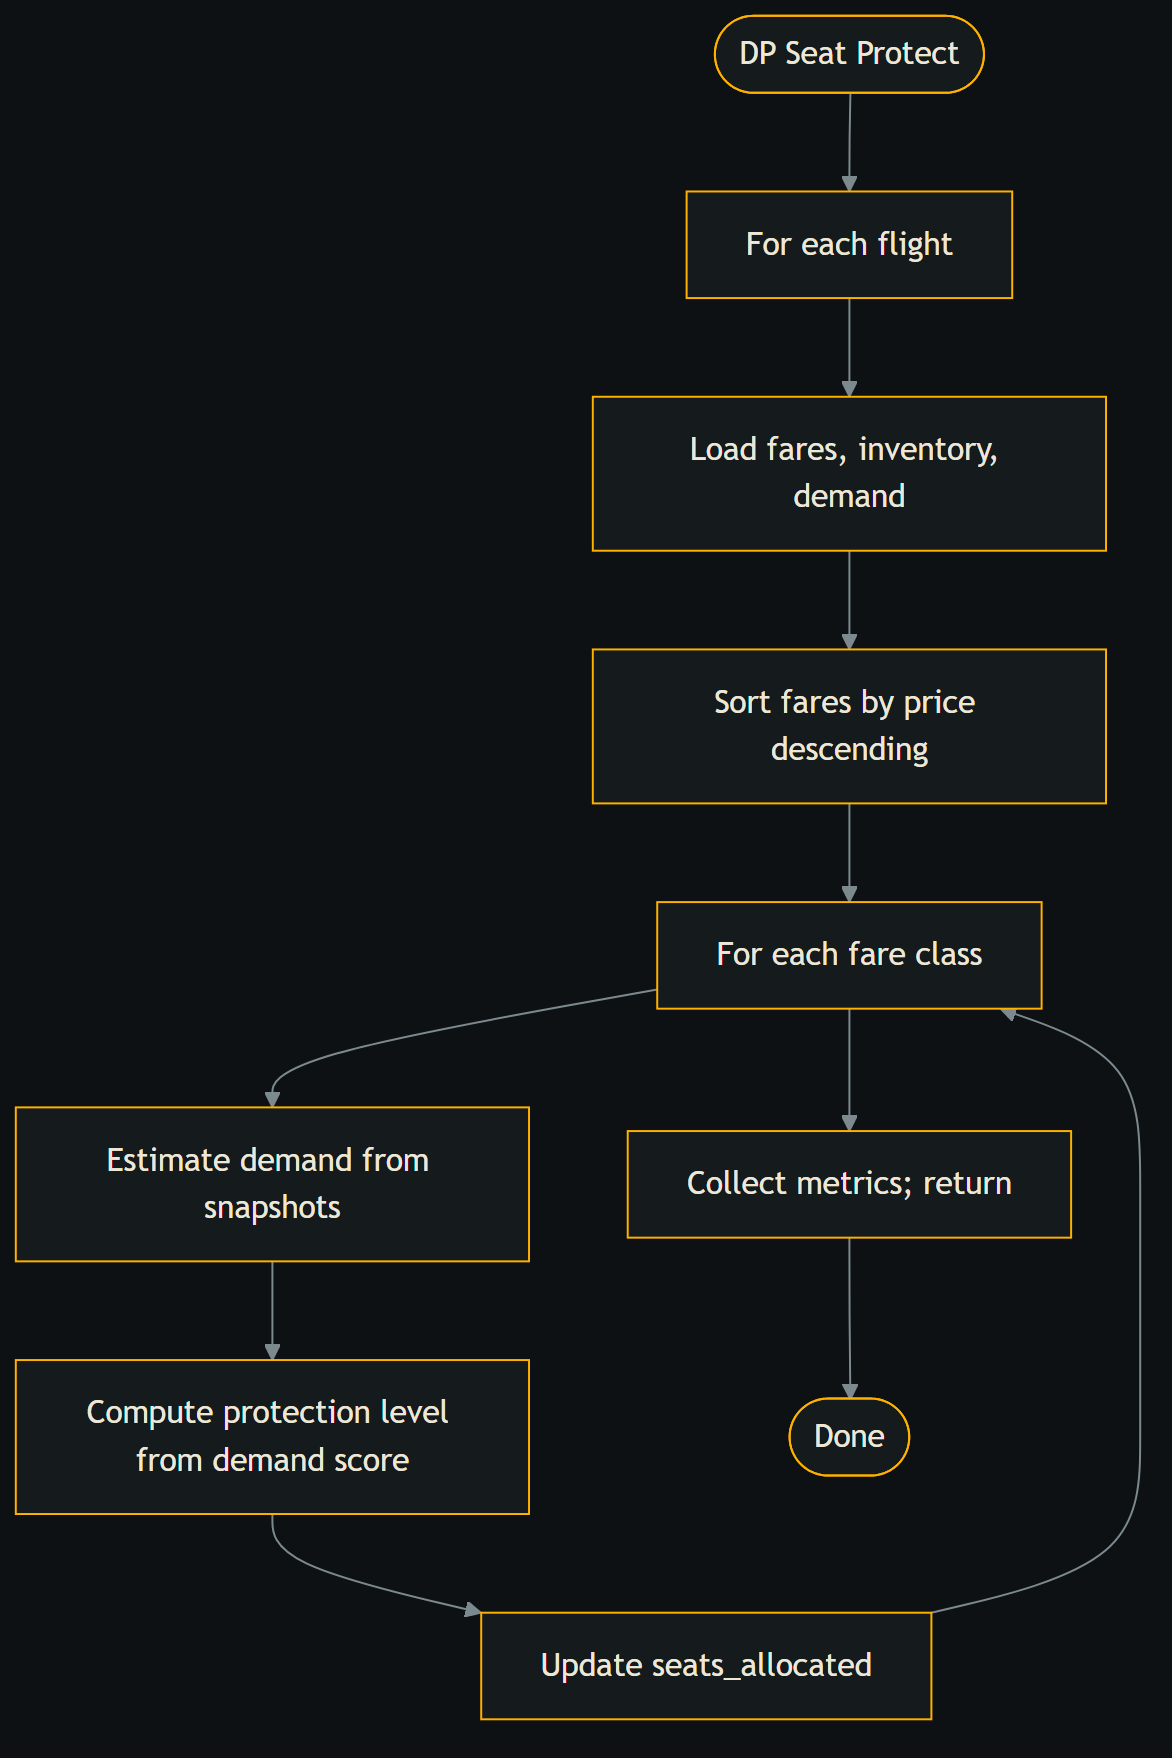 DP Seat Protect
For each flight
Load fares, inventory,
demand
Sort fares by price
descending
For each fare class
Estimate demand from
snapshots
Collect metrics; return
Compute protection level
from demand score
Done
Update seats_allocated